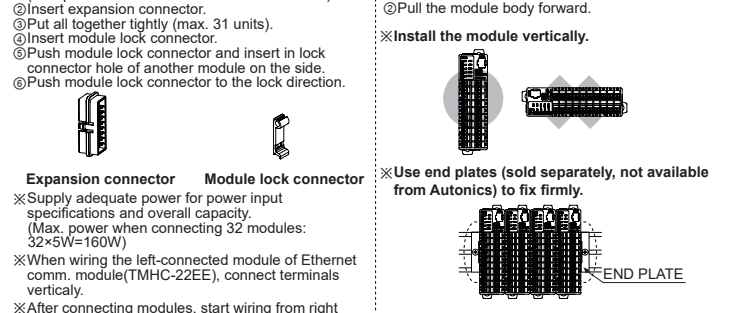 ②Insert expansion connector.
③Put all together tightly (max. 31 units).
④Insert module lock connector.
⑤Push module lock connector and insert in lock
connector hole of another module on the side.
⑥Push module lock connector to the lock direction.
Expansion connector Module lock connector
※Supply adequate power for power input
specifications and overall capacity.
(Max. power when connecting 32 modules:
32×5W=160W)
※When wiring the left-connected module of Ethernet
comm. module(TMHC-22EE), connect terminals
verticaly.
※After connecting modules, start wiring from right
②Pull the module body forward.
※Install the module vertically.
※Use end plates (sold separately, not available
from Autonics) to fix firmly.
END PLATE